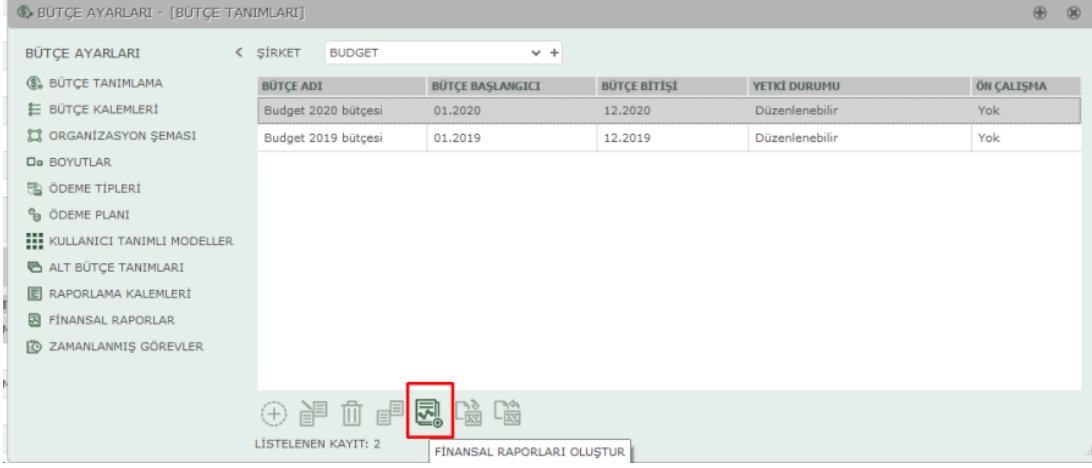 BÜTÇE AYARLARI - [BÜTÇE TANIMLARI]
BÜTÇE AYARLARI
ŞİRKET BUDGET
BÜTÇE TANIMLAMA
BÜTÇE KALEMLERİ
ORGANİZASYON ŞEMASI
BOYUTLAR
ÖDEME TİPLERİ
ÖDEME PLANI
KULLANICI TANIMLI MODELLER
ALT BÜTÇE TANIMLARI
RAPORLAMA KALEMLERİ
FİNANSAL RAPORLAR
ZAMANLANMIŞ GÖREVLER
BÜTÇE ADI BÜTÇE BAŞLANGICI BÜTÇE BİTİŞİ YETKİ DURUMU ÖN ÇALIŞMA
Budget 2020 bütçesi 01.2020 12.2020 Düzenlenebilir Yok
Budget 2019 bütçesi 01.2019 12.2019 Düzenlenebilir Yok
LİSTELENEN KAYIT: 2
FİNANSAL RAPORLARI OLUŞTUR